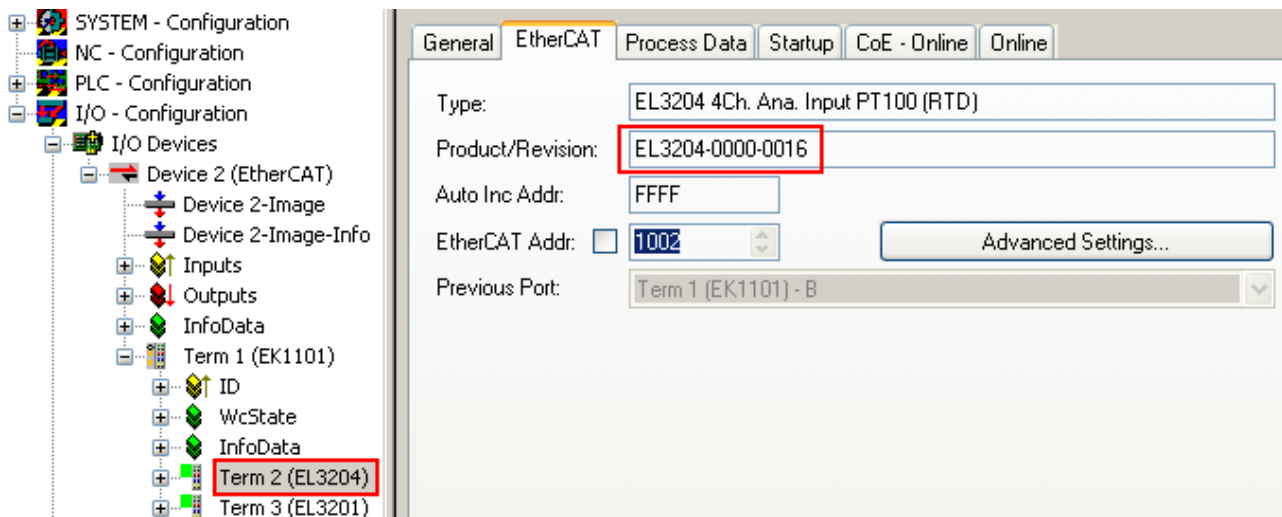 SYSTEM - Configuration
NC - Configuration
PLC - Configuration
I/O - Configuration
I/O Devices
Device 2 (EtherCAT)
Device 2-Image
Device 2-Image-Info
Inputs
Outputs
InfoData
Term 1 (EK1101)
ID
WcState
InfoData
Term 2 (EL3204)
Term 3 (EL3201)
General EtherCAT Process Data Startup CoE - Online Online
Type: EL3204 4Ch. Ana. Input PT100 (RTD)
Product/Revision: EL3204-0000-0016
Auto Inc Addr: FFFF
EtherCAT Addr: 1002 Advanced Settings...
Previous Port: Term 1 (EK1101) - B